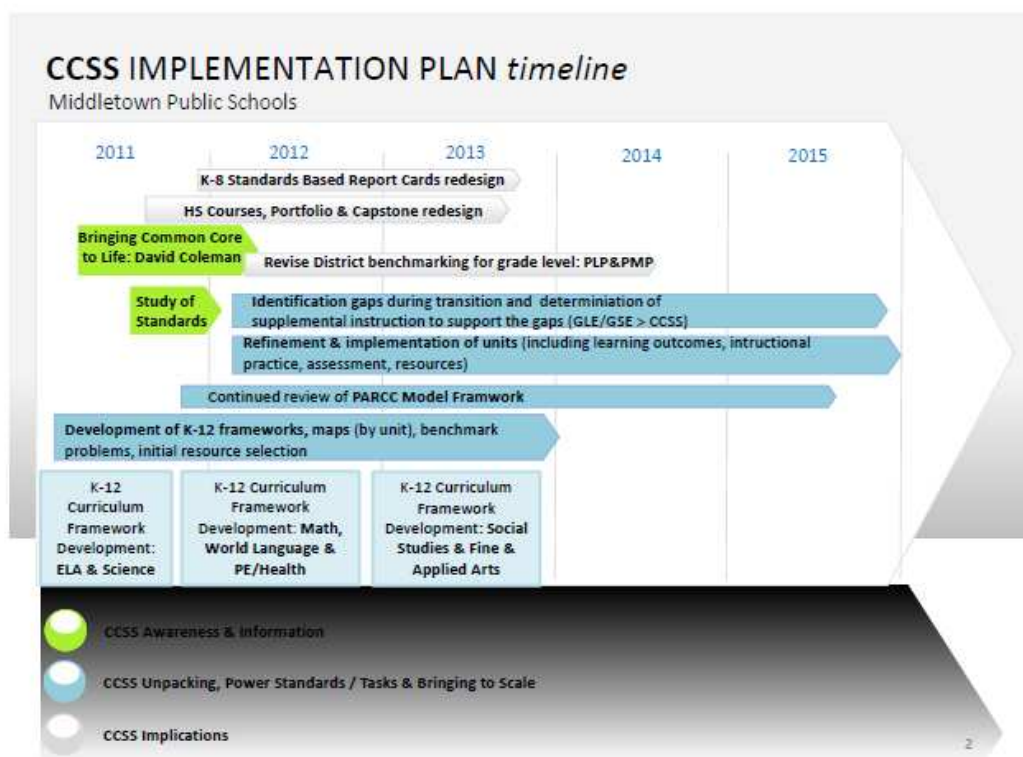 CCSS IMPLEMENTATION PLAN timeline
Middletown Public Schools
2011 2012 2013 2014 2015
K-8 Standards Based Report Cards redesign
HS Courses, Portfolio & Capstone redesign
Bringing Common Core
to Life: David Coleman
Revise District benchmarking for grade level: PLP&PMP
Study of
Standards
Identification gaps during transition and determiniation of
supplemental instruction to support the gaps (GLE/GSE > CCSS)
Refinement & implementation of units (including learning outcomes, intructional
practice, assessment, resources)
Continued review of PARCC Model Framwork
Development of K-12 frameworks, maps (by unit), benchmark
problems, initial resource selection
K-12
Curriculum
Framework
Development:
ELA & Science
K-12 Curriculum
Framework
Development: Math,
World Language &
PE/Health
K-12 Curriculum
Framework
Development: Social
Studies & Fine &
Applied Arts
CCSS Awareness & Information
CCSS Unpacking, Power Standards / Tasks & Bringing to Scale
CCSS Implications
2